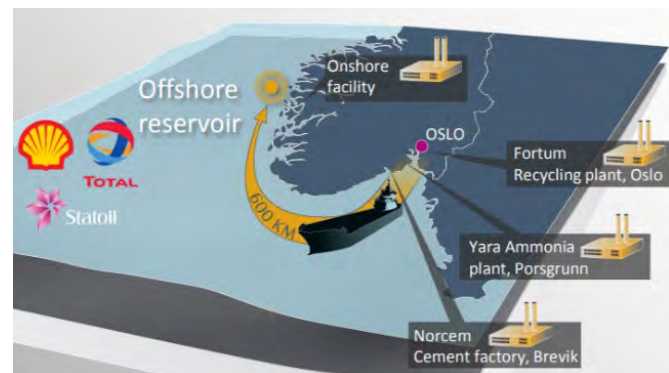 Offshore
reservoir
TOTAL
Statoil
600 KM
Onshore
facility
OSLO
Fortum
Recycling plant, Oslo
Yara Ammonia
plant, Porsgrunn
Norcem
Cement factory, Brevik